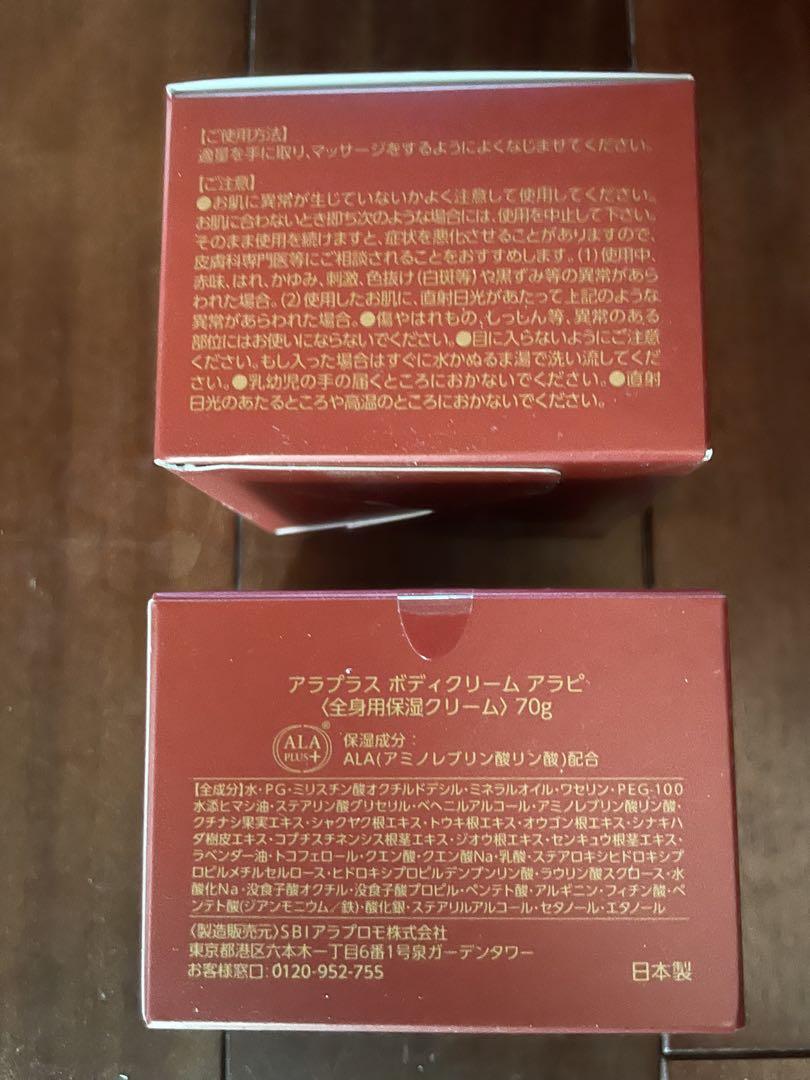 【ご使用方法】
適量を手に取り、マッサージをするようによくなじませてください。
【ご注意】
●お肌に異常が生じていないかよく注意して使用してください。
お肌に合わないとき即ち次のような場合には、使用を中止して下さい。
そのまま使用を続けますと、症状を悪化させることがありますので、
皮膚科専門医等にご相談されることをおすすめします。(1)使用中、
赤味、はれ、かゆみ、刺激、色抜け(白斑等)や黒ずみ等の異常があら
われた場合。(2)使用したお肌に、直射日光があたって上記のような
異常があらわれた場合。●傷やはれもの、しっしん等、異常のある
部位にはお使いにならないでください。●目に入らないようにご注意
ください。もし入った場合はすぐに水かぬるま湯で洗い流してくだ
さい。●乳幼児の手の届くところにおかないでください。●直射
日光のあたるところや高温のところにおかないでください。
アラプラス ボディクリーム アラピ
〈全身用保湿クリーム〉70g
ALA PLUS+ ®
保湿成分：
ALA(アミノレブリン酸リン酸)配合
【全成分】水・PG・ミリスチン酸オクチルドデシル・ミネラルオイル・ワセリン・PEG-100
水添ヒマシ油・ステアリン酸グリセリル・ベヘニルアルコール・アミノレブリン酸リン酸・
クチナシ果実エキス・シャクヤク根エキス・トウキ根エキス・オウゴン根エキス・シナキハ
ダ樹皮エキス・コプチスチネンシス根茎エキス・ジオウ根エキス・センキュウ根茎エキス・
ラベンダー油・トコフェロール・クエン酸・クエン酸Na・乳酸・ステアロキシヒドロキシプ
ロピルメチルセルロース・ヒドロキシプロピルデンプンリン酸・ラウリン酸スクロース・水
酸化Na・没食子酸オクチル・没食子酸プロピル・ペンテト酸・アルギニン・フィチン酸・ペ
ンテト酸(ジアンモニウム／鉄)・酸化銀・ステアリルアルコール・セタノール・エタノール
〈製造販売元〉SBIアラプロモ株式会社
東京都港区六本木一丁目6番1号泉ガーデンタワー
お客様窓口:0120-952-755
日本製